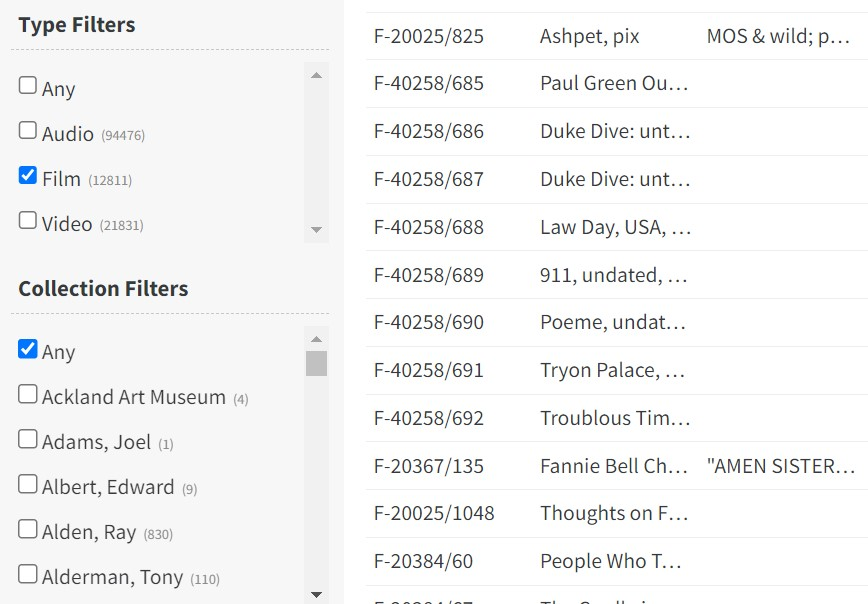 Type Filters
Any
Audio (94476)
Film (12811)
Video (21831)
Collection Filters
Any
Ackland Art Museum (4)
Adams, Joel (1)
Albert, Edward (9)
Alden, Ray (830)
Alderman, Tony (110)
F-20025/825 Ashpet, pix MOS & wild; p…
F-40258/685 Paul Green Ou…
F-40258/686 Duke Dive: unt…
F-40258/687 Duke Dive: unt…
F-40258/688 Law Day, USA, …
F-40258/689 911, undated, …
F-40258/690 Poeme, undat…
F-40258/691 Tryon Palace, …
F-40258/692 Troublous Tim…
F-20367/135 Fannie Bell Ch… "AMEN SISTER…
F-20025/1048 Thoughts on F…
F-20384/60 People Who T…